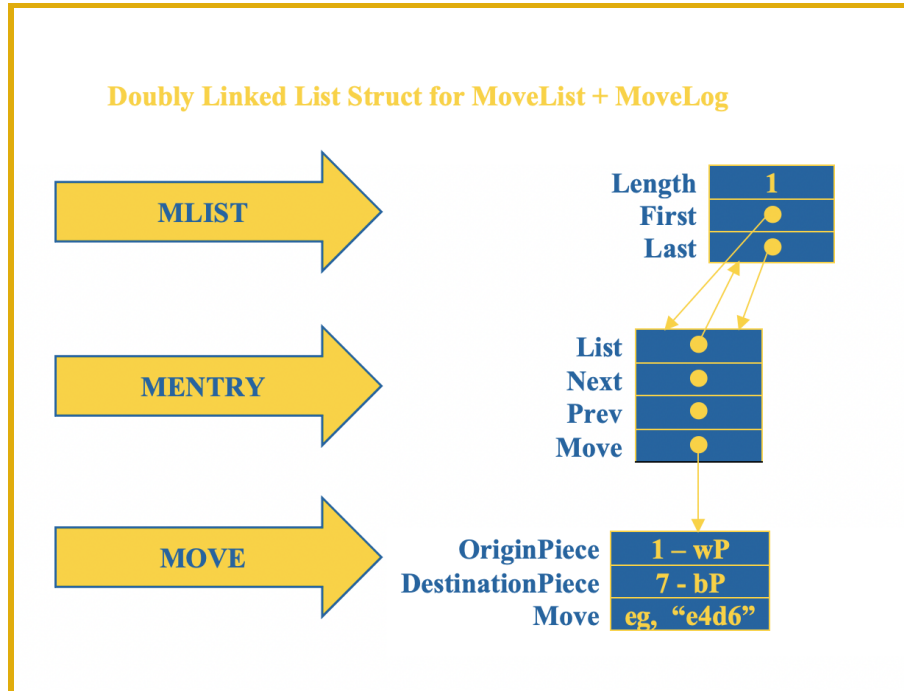 Doubly Linked List Struct for MoveList + MoveLog
MLIST
Length 1
First
Last
MENTRY
List
Next
Prev
Move
MOVE
OriginPiece 1 – wP
DestinationPiece 7 - bP
Move eg, “e4d6”